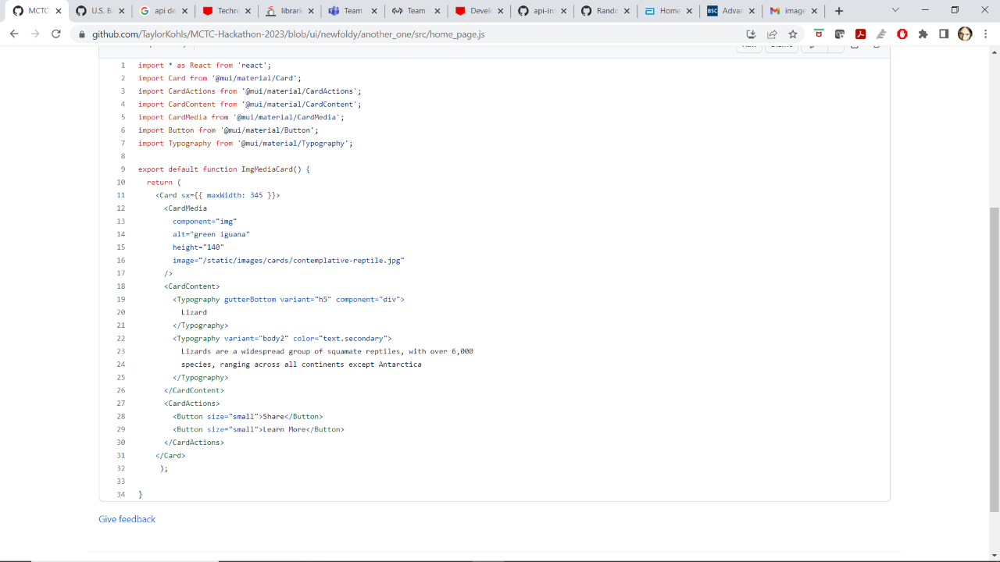 MCTC
U.S. Ba
api de
Techni
librarie
Team
Team
Develo
api-m
Rando
Home
BSC
Advar
image
github.com/TaylorKohls/MCTC-Hackathon-2023/blob/ui/newfoldy/another_one/src/home_page.js
1 import * as React from 'react';
2 import Card from '@mui/material/Card';
3 import CardActions from '@mui/material/CardActions';
4 import CardContent from '@mui/material/CardContent';
5 import CardMedia from '@mui/material/CardMedia';
6 import Button from '@mui/material/Button';
7 import Typography from '@mui/material/Typography';
8
9 export default function ImgMediaCard() {
10 return (
11 <Card sx={{ maxWidth: 345 }}>
12 <CardMedia
13 component="img"
14 alt="green iguana"
15 height="140"
16 image="/static/images/cards/contemplative-reptile.jpg"
17 />
18 <CardContent>
19 <Typography gutterBottom variant="h5" component="div">
20 Lizard
21 </Typography>
22 <Typography variant="body2" color="text.secondary">
23 Lizards are a widespread group of squamate reptiles, with over 6,000
24 species, ranging across all continents except Antarctica
25 </Typography>
26 </CardContent>
27 <CardActions>
28 <Button size="small">Share</Button>
29 <Button size="small">Learn More</Button>
30 </CardActions>
31 </Card>
32 );
33
34 }
Give feedback